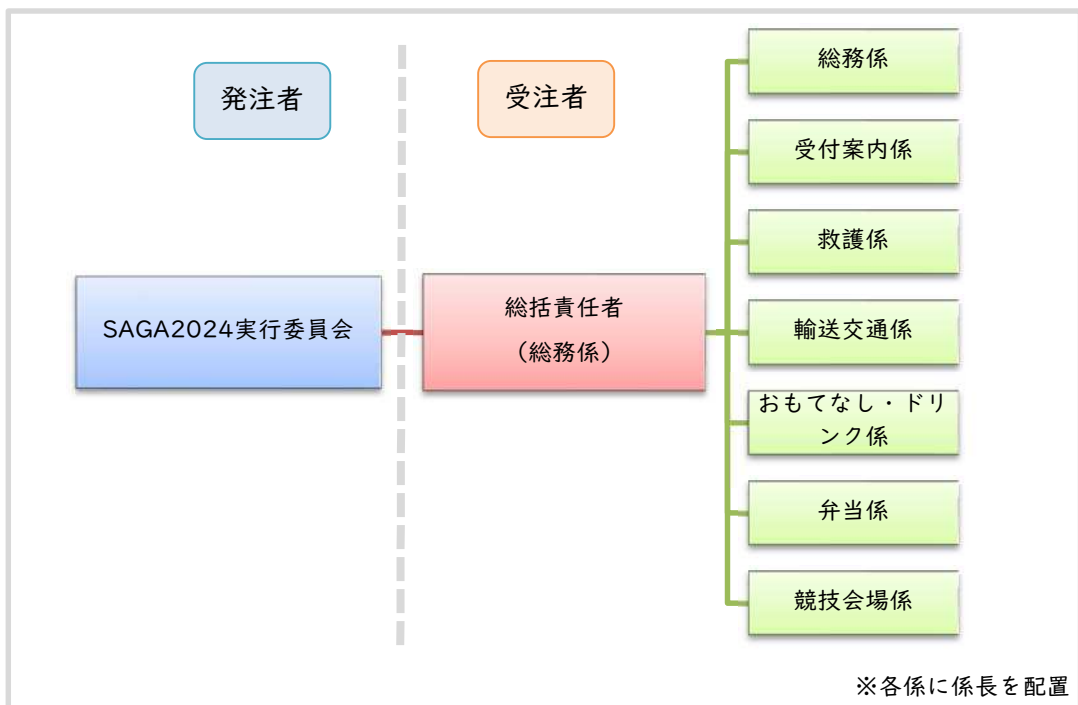 発注者
受注者
SAGA2024実行委員会
総括責任者
（総務係）
総務係
受付案内係
救護係
輸送交通係
おもてなし・ドリ
ンク係
弁当係
競技会場係
※各係に係長を配置